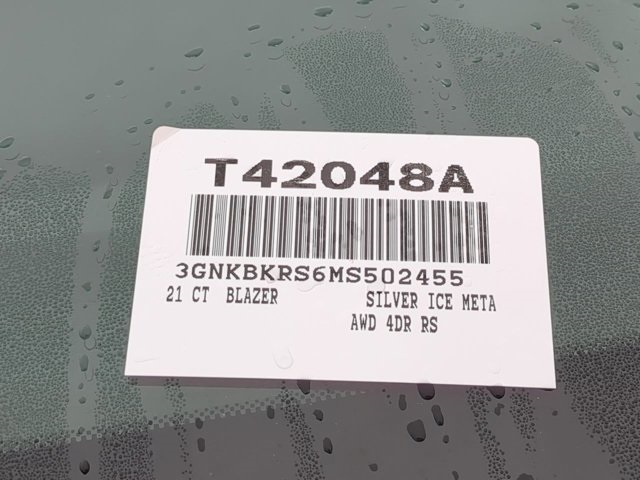 T42048A
3GNKBKRS6MS502455
21 CT BLAZER SILVER ICE META
AWD 4DR RS